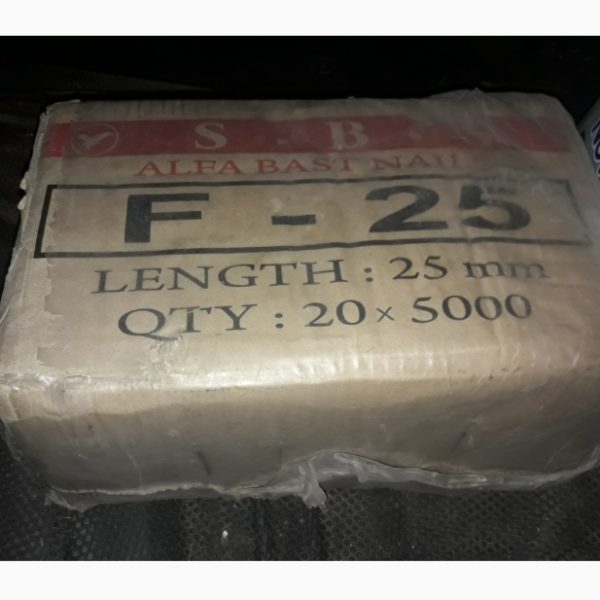 S . B .
ALFA BAST NAIL
F - 25
LENGTH : 25 mm
QTY : 20 × 5000